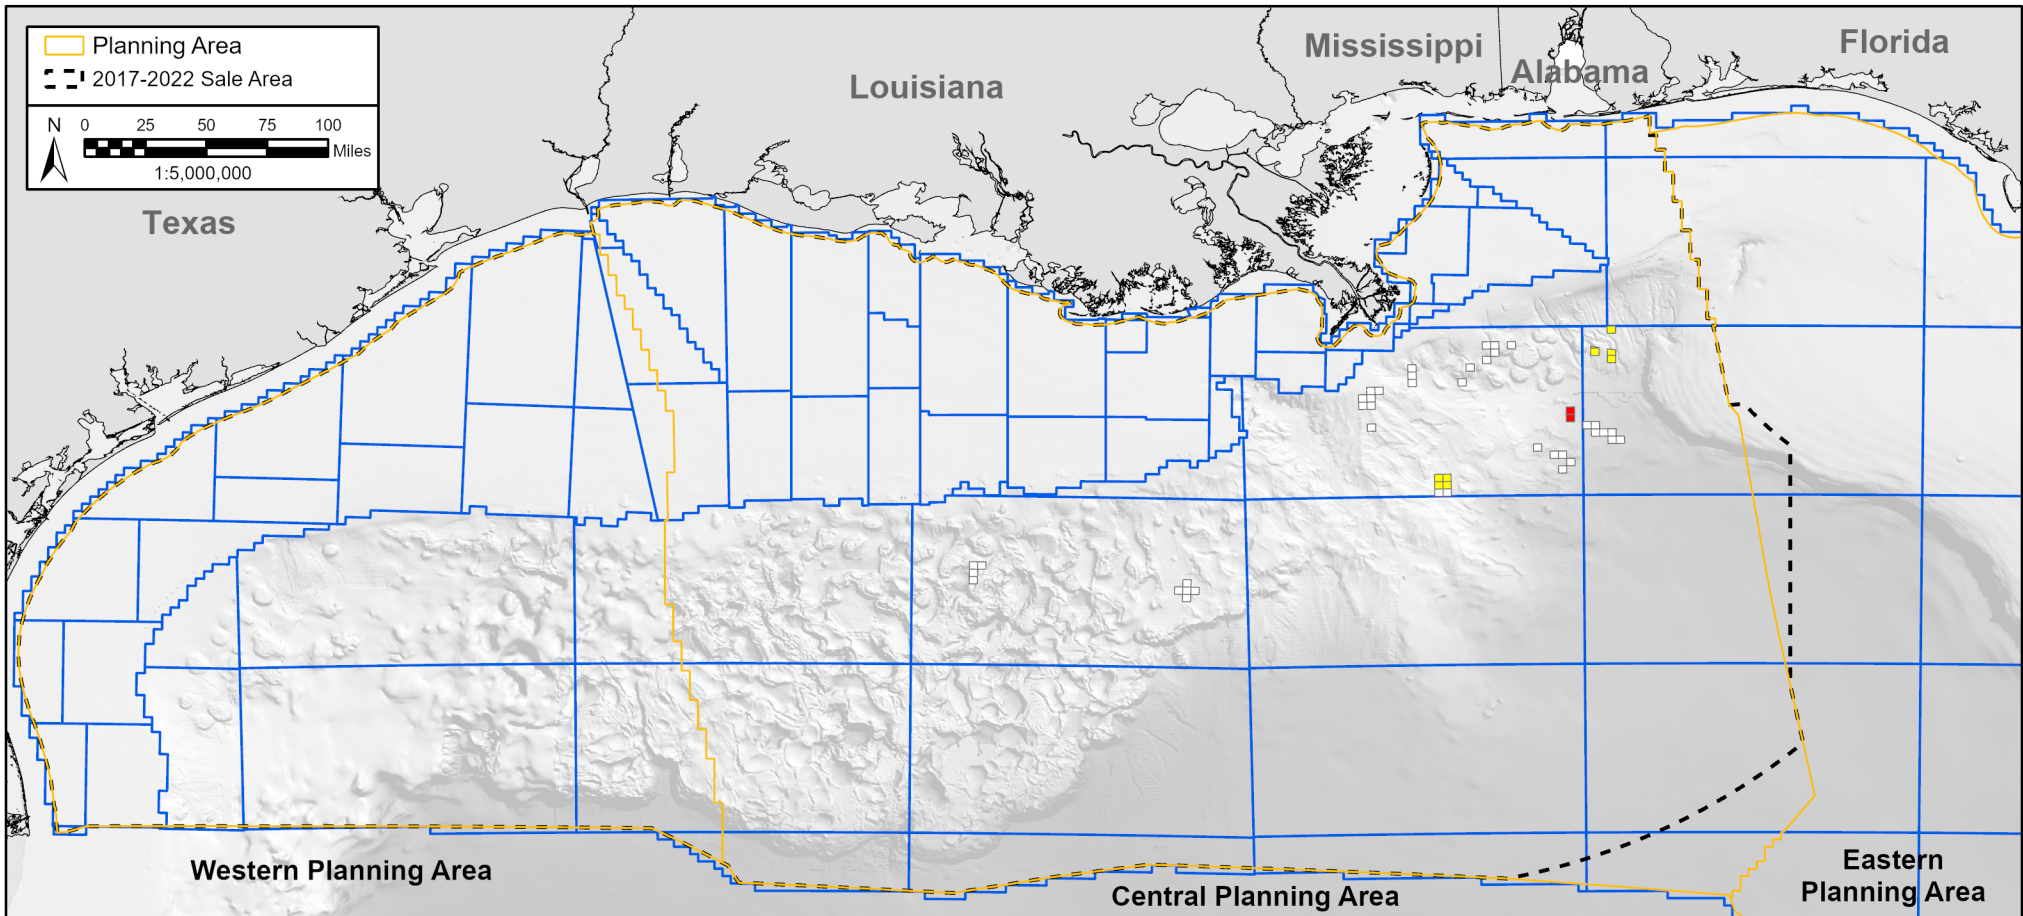 Planning Area
2017-2022 Sale Area
N
0 25 50 75 100
Miles
1:5,000,000
Texas
Louisiana
Mississippi
Alabama
Florida
Western Planning Area
Central Planning Area
Eastern
Planning Area